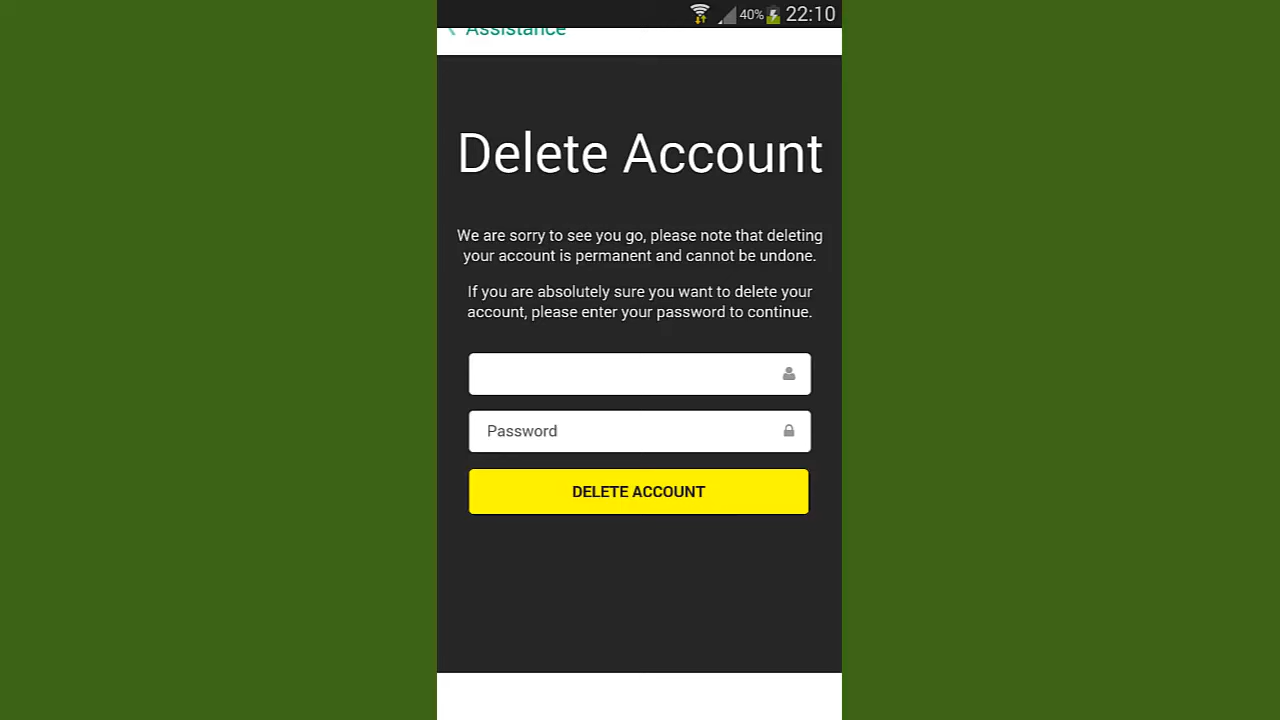 40% 22:10
Assistance
Delete Account
We are sorry to see you go, please note that deleting
your account is permanent and cannot be undone.
If you are absolutely sure you want to delete your
account, please enter your password to continue.
Password
DELETE ACCOUNT